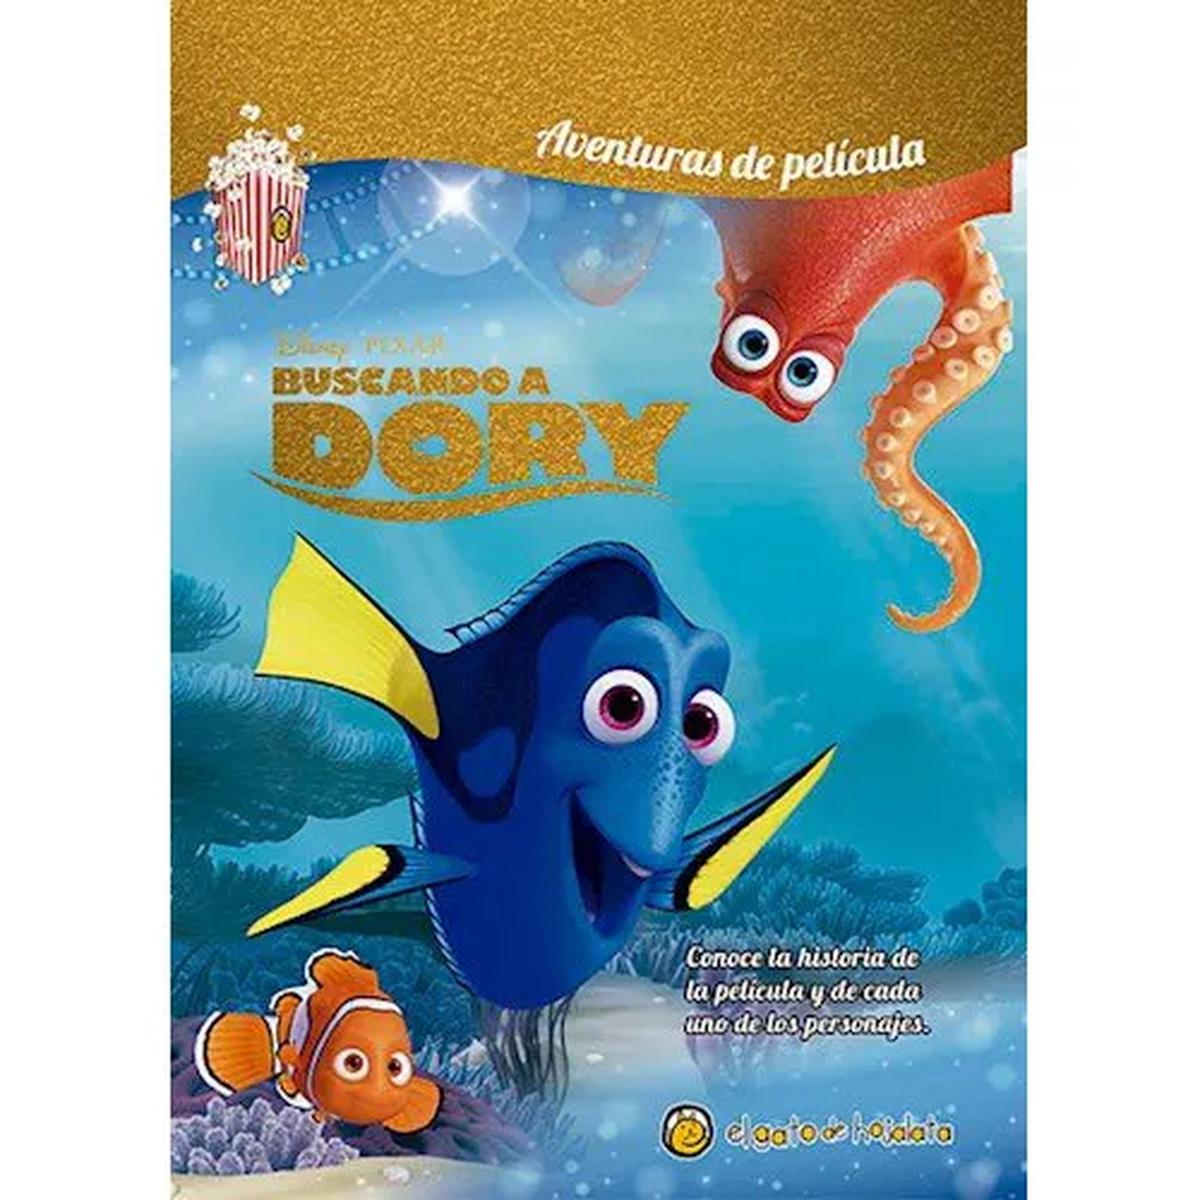 Aventuras de película
Disney PIXAR
BUSCANDO A
DORY
Conoce la historia de
la película y de cada
uno de los personajes.
el gato de hojalata